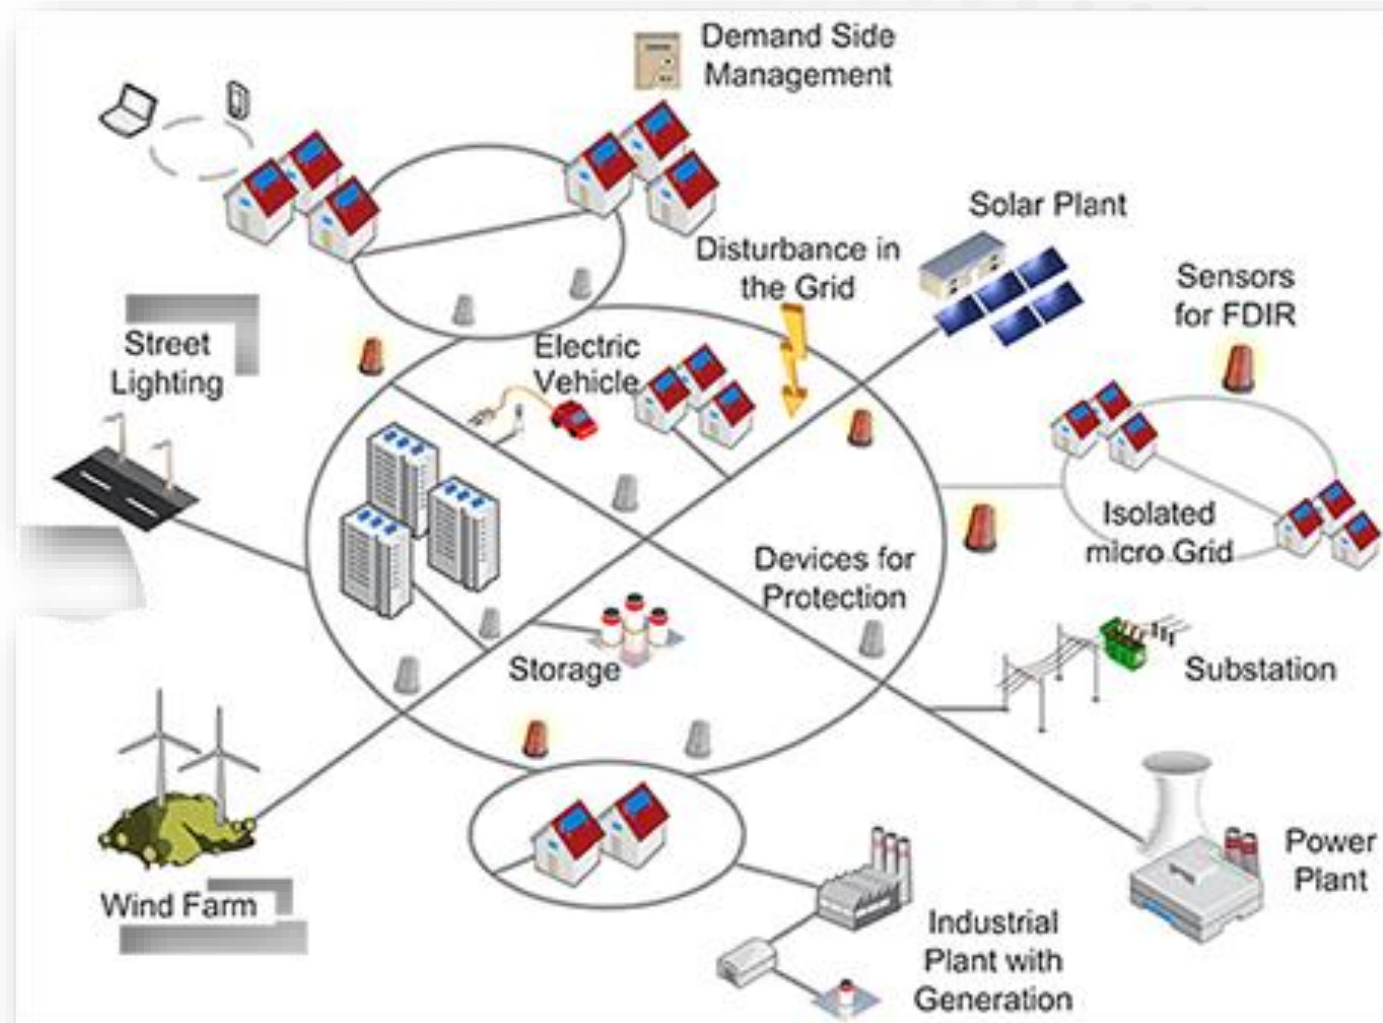 Demand Side
Management
Solar Plant
Disturbance in
the Grid
Sensors
for FDIR
Street
Lighting
Electric
Vehicle
Isolated
micro Grid
Devices for
Protection
Storage
Substation
Wind Farm
Power
Plant
Industrial
Plant with
Generation